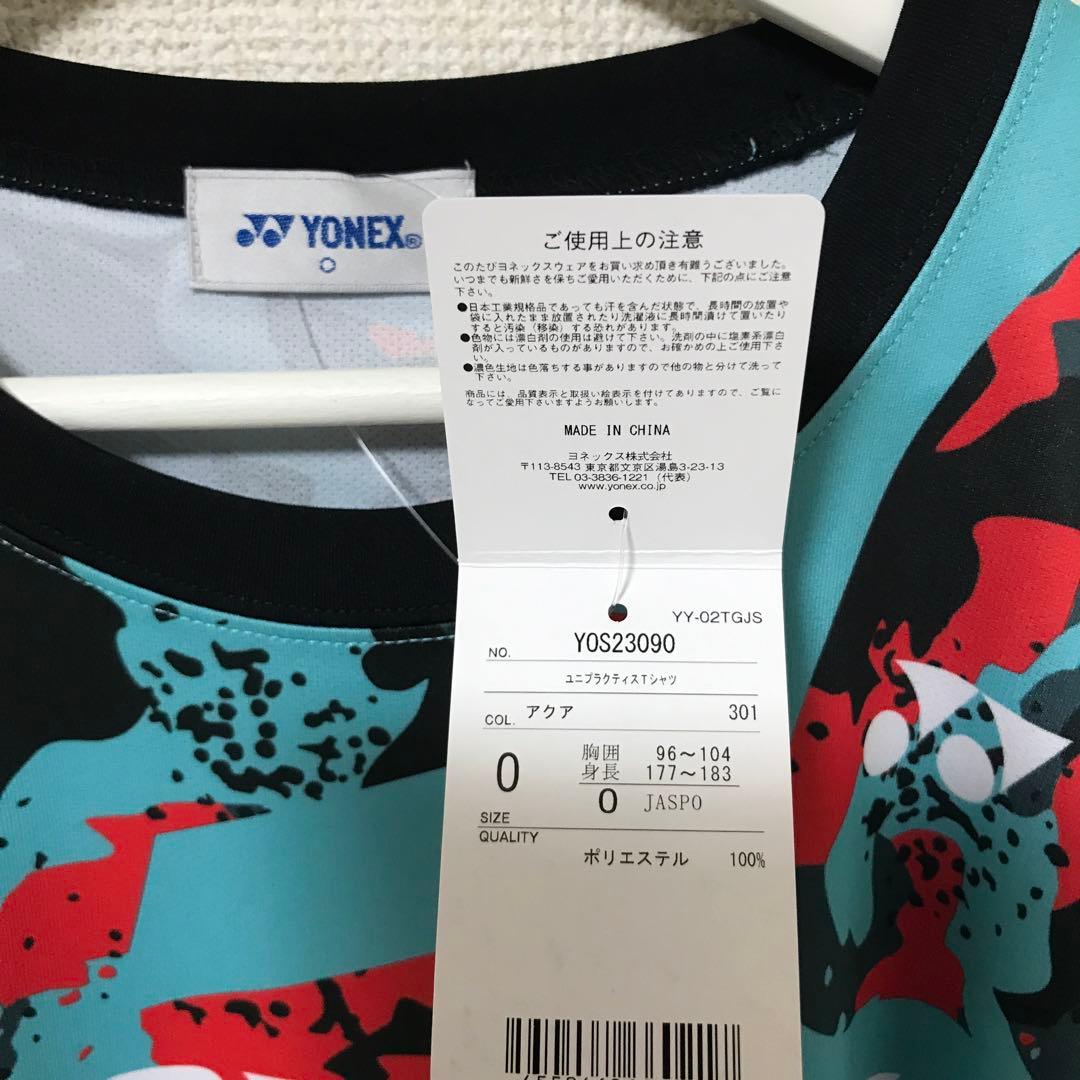 YONEX®
O
ご使用上の注意
このたびヨネックスウェアをお買い求め頂き有難うございました。
いつまでも新鮮さを保ちご愛用いただくために、下記の点にご注意
下さい。
●日本工業規格品であっても汗を含んだ状態で、長時間の放置や
袋に入れたまま放置されたり洗濯液に長時間漬けて置いたり
すると汚染（移染）する恐れがあります。
●色物には漂白剤の使用は避けて下さい。洗剤の中に塩素系漂白
剤が入っているものがありますので、お確かめの上ご使用下さ
い。
●濃色生地は色落ちする事がありますので他の物と分けて洗って
下さい。
商品には、品質表示と取扱い絵表示を付けてありますので、ご覧に
なってご愛用下さいますようお願いします。
MADE IN CHINA
ヨネックス株式会社
〒113-8543 東京都文京区湯島3-23-13
TEL 03-3836-1221（代表）
www.yonex.co.jp
YY-02TGJS
NO. YOS23090
ユニプラクティスTシャツ
COL. アクア 301
0 胸囲 96～104
身長 177～183
0 JASPO
SIZE
QUALITY
ポリエステル 100%